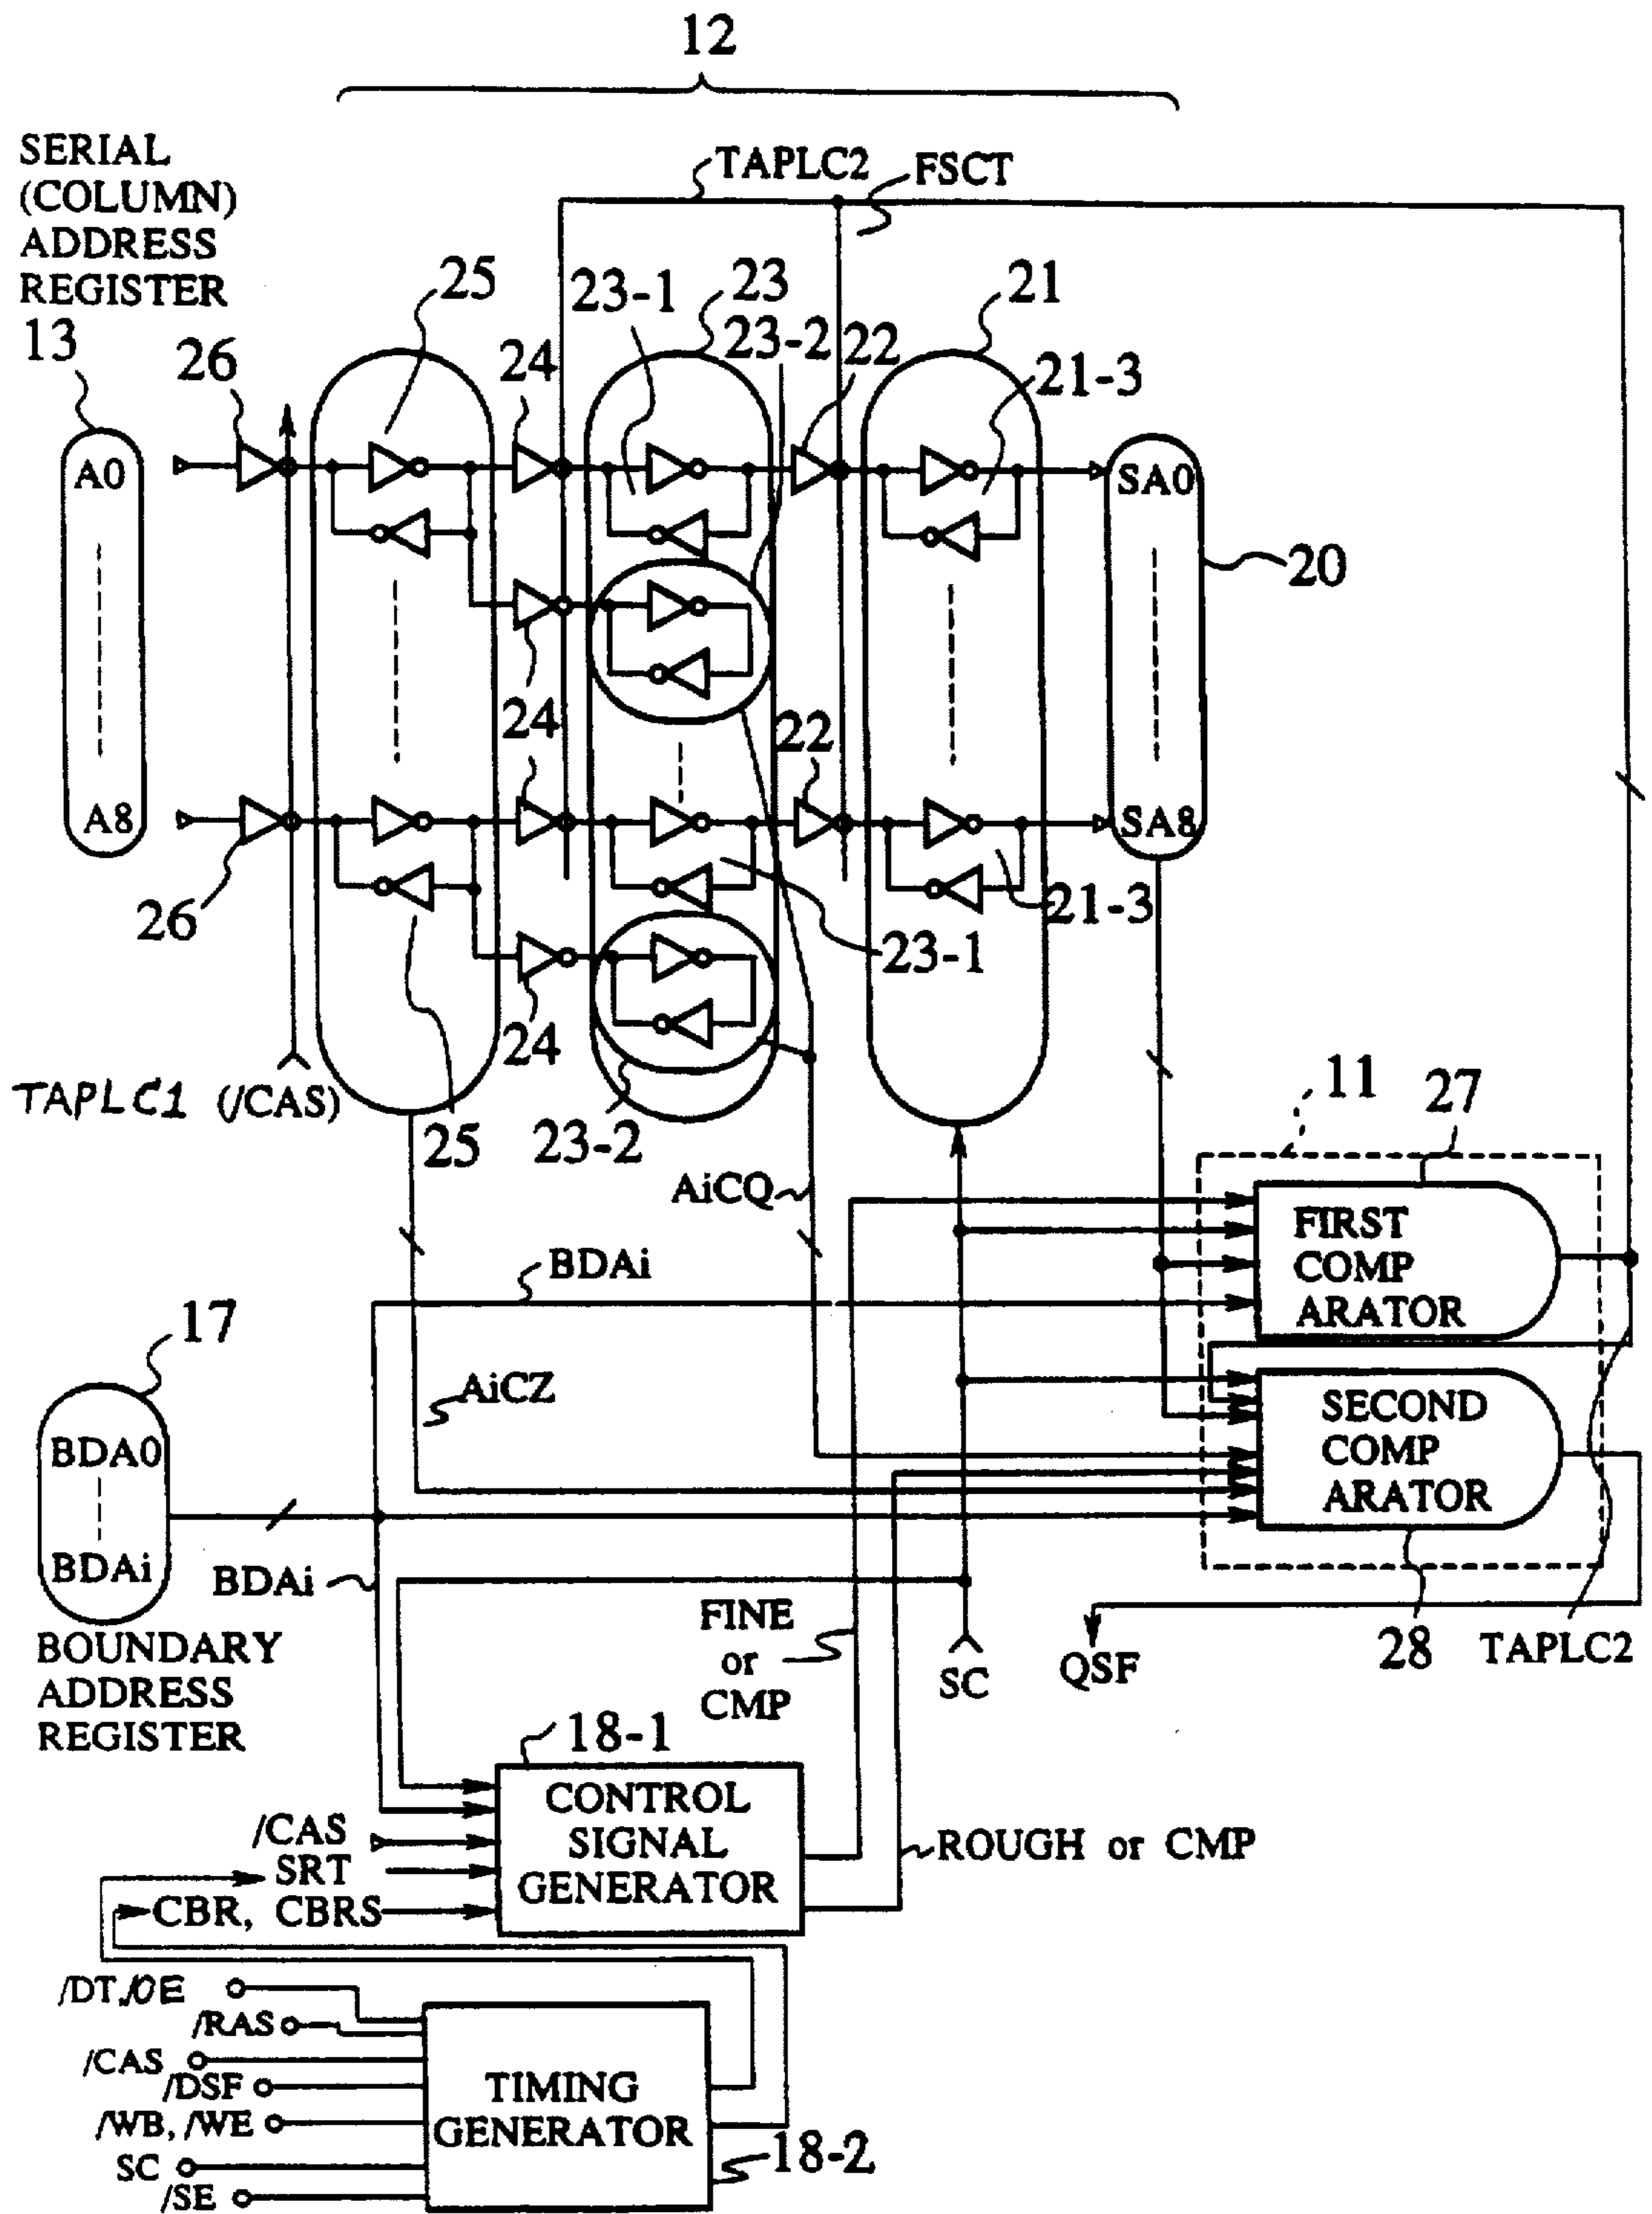 12
SERIAL
(COLUMN)
ADDRESS
REGISTER
13
TAPLC2
FSCT
25
23-1
23
23-2
22
21
21-3
26
24
A0
SA0
20
24
24
22
A8
SA8
26
21-3
23-1
24
TAPLC1 (/CAS)
25
23-2
11
27
AiCQ
FIRST
COMP
ARATOR
BDAi
17
AiCZ
SECOND
COMP
ARATOR
BDA0
BDAi
BDAi
BOUNDARY
ADDRESS
REGISTER
FINE
or
CMP
SC
QSF
28
TAPLC2
18-1
CONTROL
SIGNAL
GENERATOR
/CAS
SRT
CBR, CBRS
ROUGH or CMP
/DT./OE
/RAS
/CAS
/DSF
/WB, /WE
SC
/SE
TIMING
GENERATOR
18-2